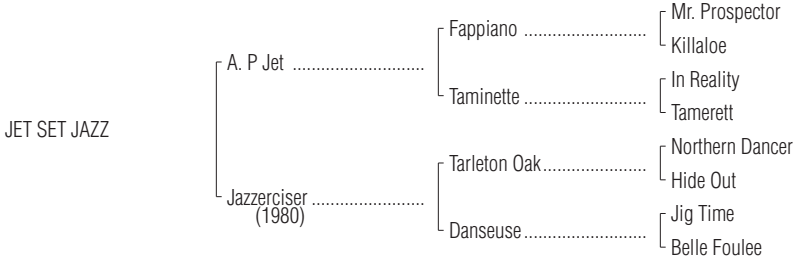 Mr. Prospector
Fappiano ..........................
Killaloe
A. P Jet ............................
In Reality
Taminette ..........................
Tamerett
JET SET JAZZ
Northern Dancer
Tarleton Oak......................
Hide Out
Jazzerciser ........................
(1980)
Jig Time
Danseuse ..........................
Belle Foulee